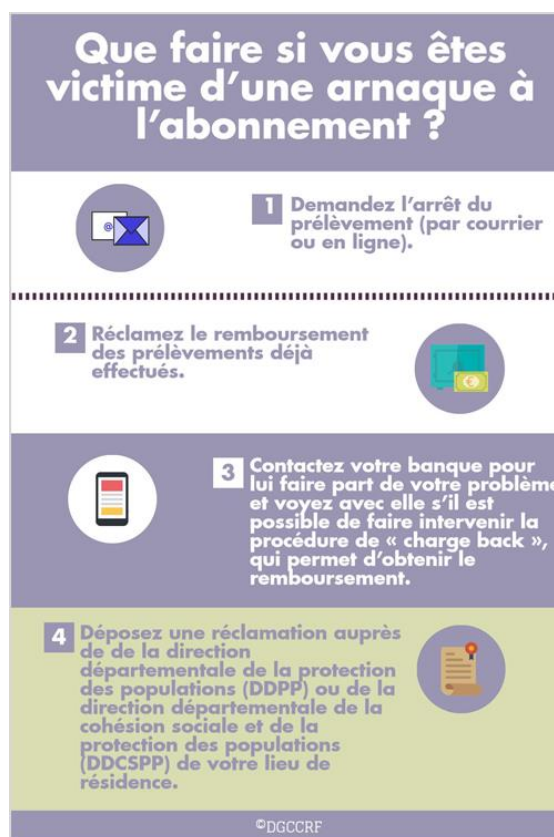 Que faire si vous êtes
victime d’une arnaque à
l’abonnement ?
@
1 Demandez l’arrêt du
prélèvement (par courrier
ou en ligne).
2 Réclamez le remboursement
des prélèvements déjà
effectués.
€
3 Contactez votre banque pour
lui faire part de votre problème
et voyez avec elle s’il est
possible de faire intervenir la
procédure de « charge back »,
qui permet d’obtenir le
remboursement.
4 Déposez une réclamation auprès
de de la direction
départementale de la protection
des populations (DDPP) ou de la
direction départementale de la
cohésion sociale et de la
protection des populations
(DDCSPP) de votre lieu de
résidence.
©DGCCRF